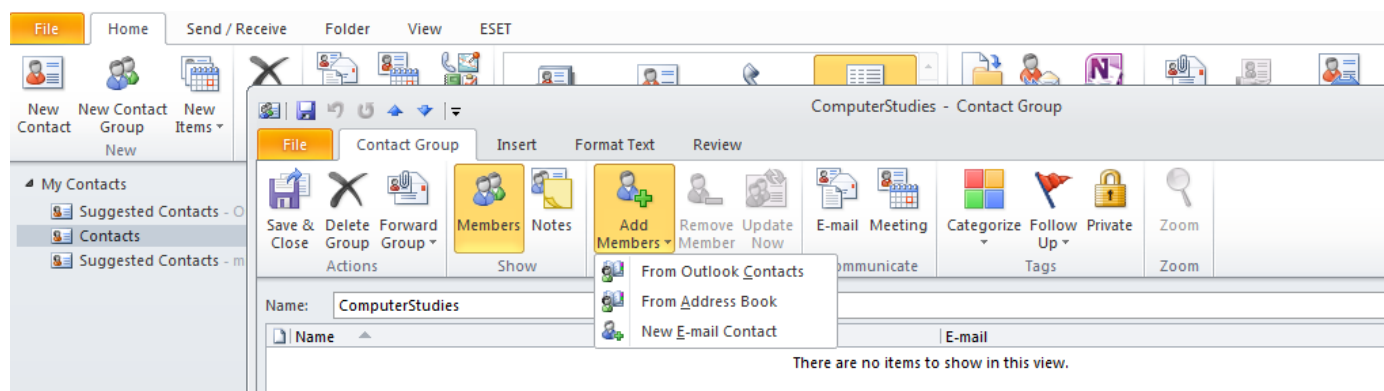 File Home Send / Receive Folder View ESET
New Contact New Contact Group New Items
New
ComputerStudies - Contact Group
File Contact Group Insert Format Text Review
My Contacts
Suggested Contacts - O
Contacts
Suggested Contacts - m
Save & Close Delete Group Forward Group Members Notes Add Members Remove Member Update Now E-mail Meeting Categorize Follow Up Private Zoom
Actions Show ommunicate Tags Zoom
From Outlook Contacts
From Address Book
New E-mail Contact
Name: ComputerStudies
Name E-mail
There are no items to show in this view.